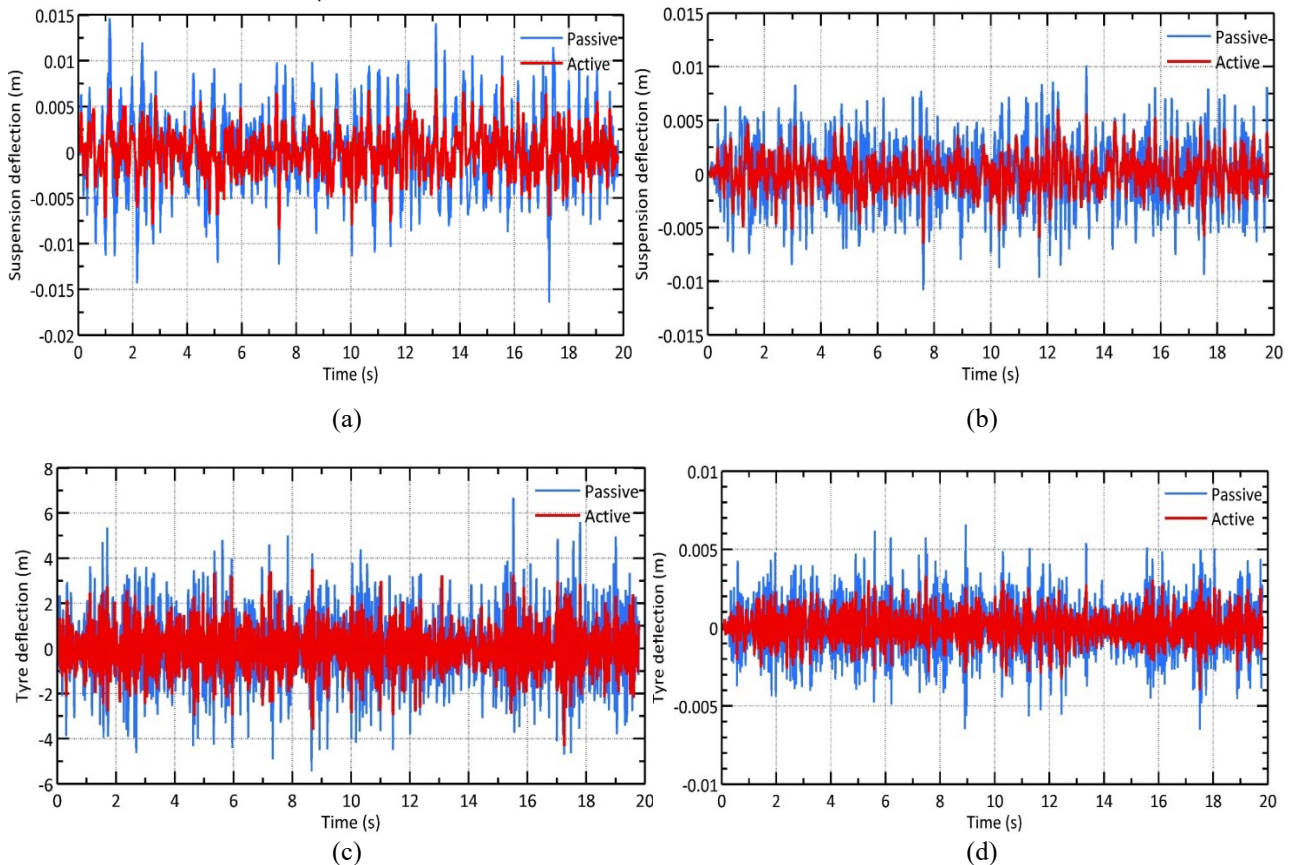 0.015
0.01
0.005
0
-0.005
-0.01
-0.015
-0.02
Suspension deflection (m)
Passive
Active
0 2 4 6 8 10 12 14 16 18 20
Time (s)
(a)
0.015
0.01
0.005
0
-0.005
-0.01
-0.015
Suspension deflection (m)
Passive
Active
0 2 4 6 8 10 12 14 16 18 20
Time (s)
(b)
8
6
4
2
0
-2
-4
-6
Tyre deflection (m)
Passive
Active
0 2 4 6 8 10 12 14 16 18 20
Time (s)
(c)
0.01
0.005
0
-0.005
-0.01
Tyre deflection (m)
Passive
Active
0 2 4 6 8 10 12 14 16 18 20
Time (s)
(d)